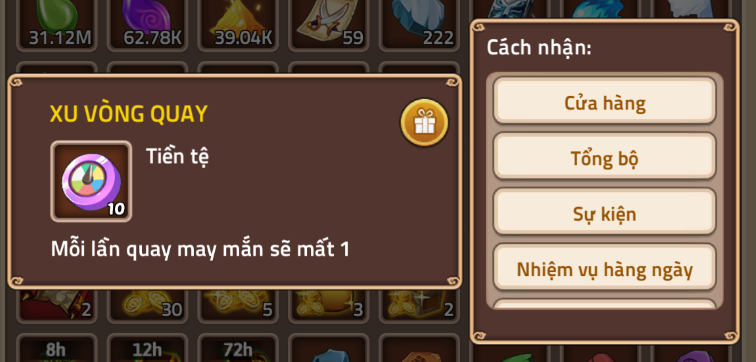 31.12M
62.78K
39.04K
59
222
XU VÒNG QUAY
Tiền tệ
10
Mỗi lần quay may mắn sẽ mất 1
Cách nhận:
Cửa hàng
Tổng bộ
Sự kiện
Nhiệm vụ hàng ngày
2
30
5
3
2
8h
12h
72h